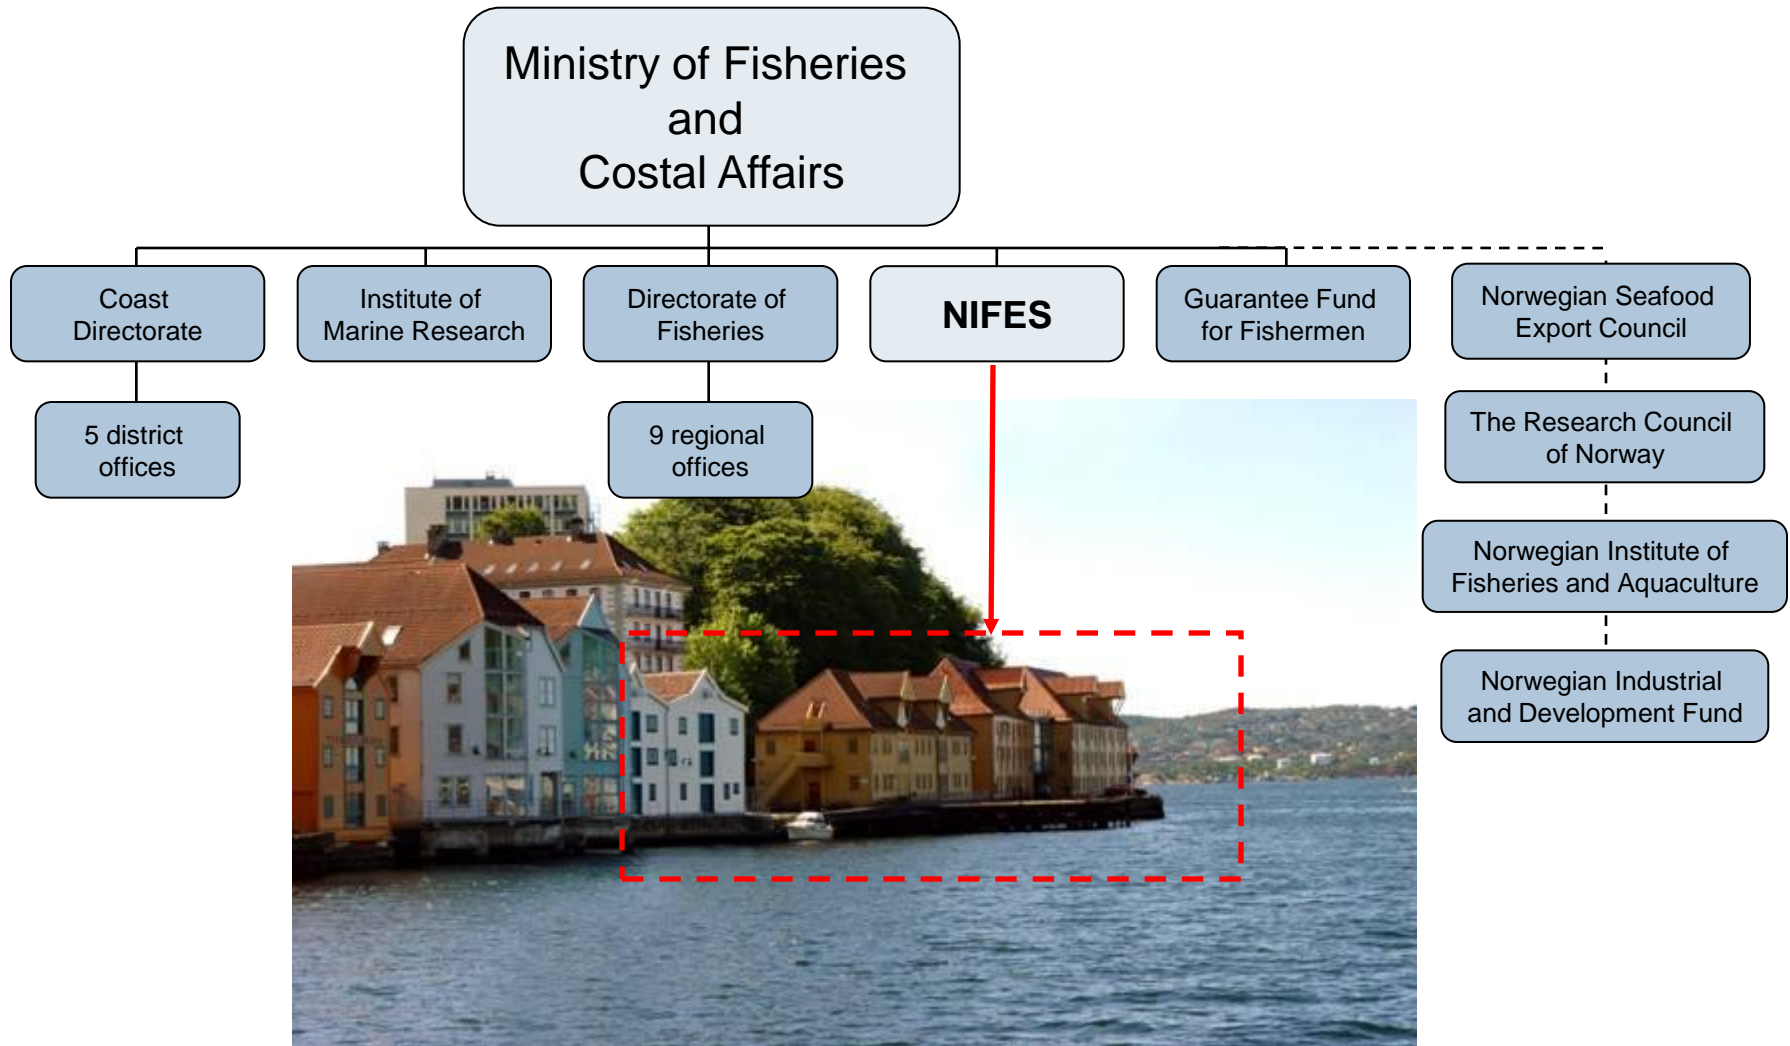 Ministry of Fisheries
and
Costal Affairs
Coast
Directorate
Institute of
Marine Research
Directorate of
Fisheries
NIFES
Guarantee Fund
for Fishermen
Norwegian Seafood
Export Council
5 district
offices
9 regional
offices
The Research Council
of Norway
Norwegian Institute of
Fisheries and Aquaculture
Norwegian Industrial
and Development Fund